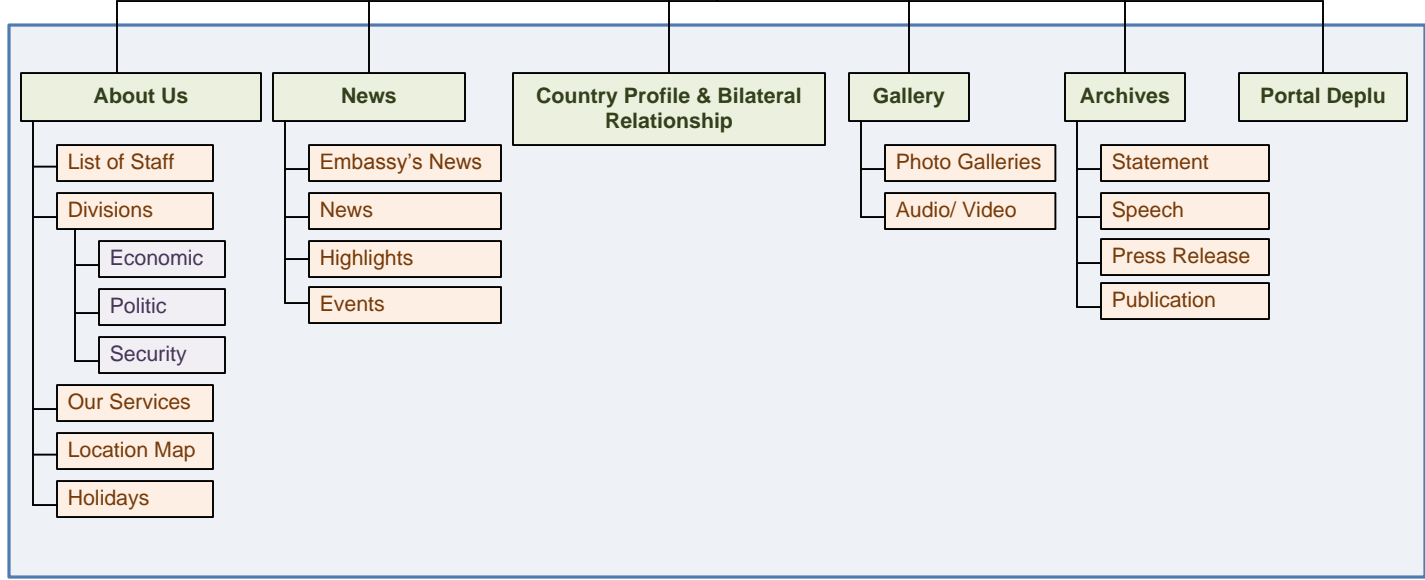 About Us
List of Staff
Divisions
Economic
Politic
Security
Our Services
Location Map
Holidays
News
Embassy’s News
News
Highlights
Events
Country Profile & Bilateral
Relationship
Gallery
Photo Galleries
Audio/ Video
Archives
Statement
Speech
Press Release
Publication
Portal Deplu